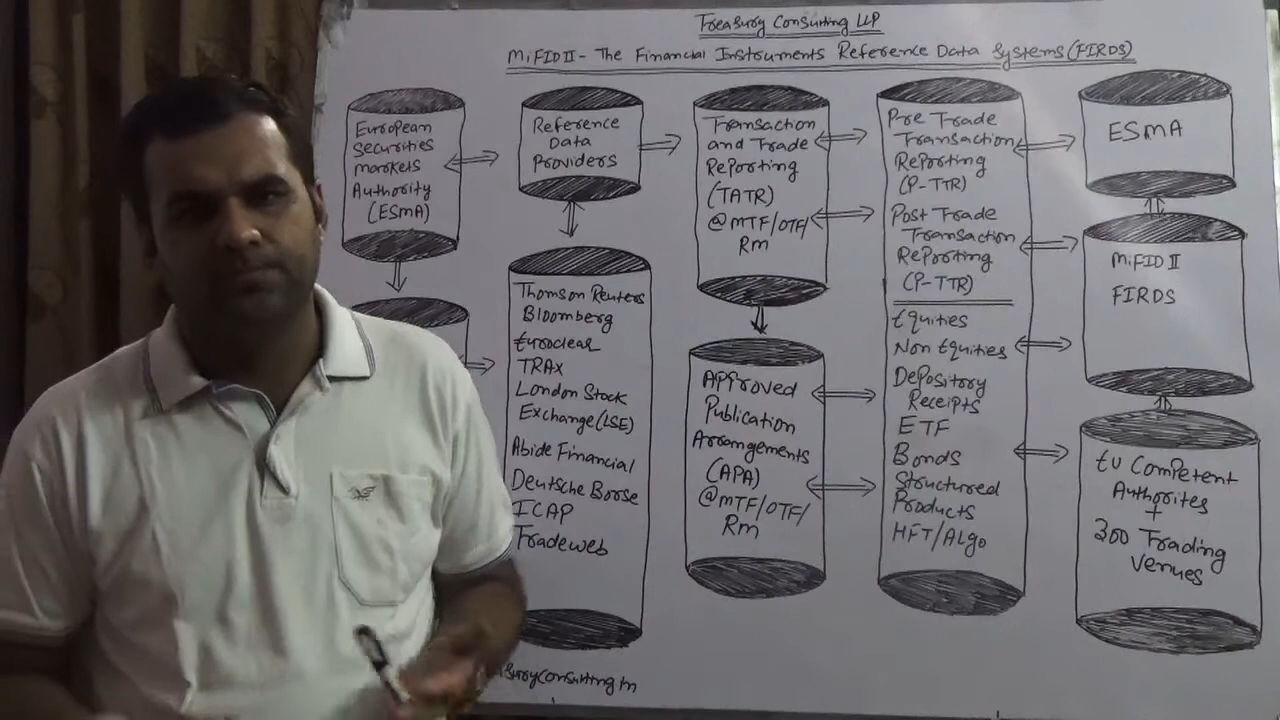 Treasury Consulting LLP
MiFID II - The Financial Instruments Reference Data Systems (FIRDS)
European
Securities
Markets
Authority
(ESMA)
Reference
Data
Providers
Thomson Reuters
Bloomberg
Euroclear
TRAX
London Stock
Exchange (LSE)
Abide Financial
Deutsche Borse
ICAP
Tradeweb
Transaction
and Trade
Reporting
(TATR)
@MTF/OTF/
RM
Approved
Publication
Arrangements
(APA)
@MTF/OTF/
RM
Pre Trade
Transaction
Reporting
(P-TTR)
Post Trade
Transaction
Reporting
(P-TTR)
Equities
Non Equities
Depository
Receipts
ETF
Bonds
Structured
Products
HFT/Algo
ESMA
MiFID II
FIRDS
EU Competent
Authorites
+
300 Trading
Venues